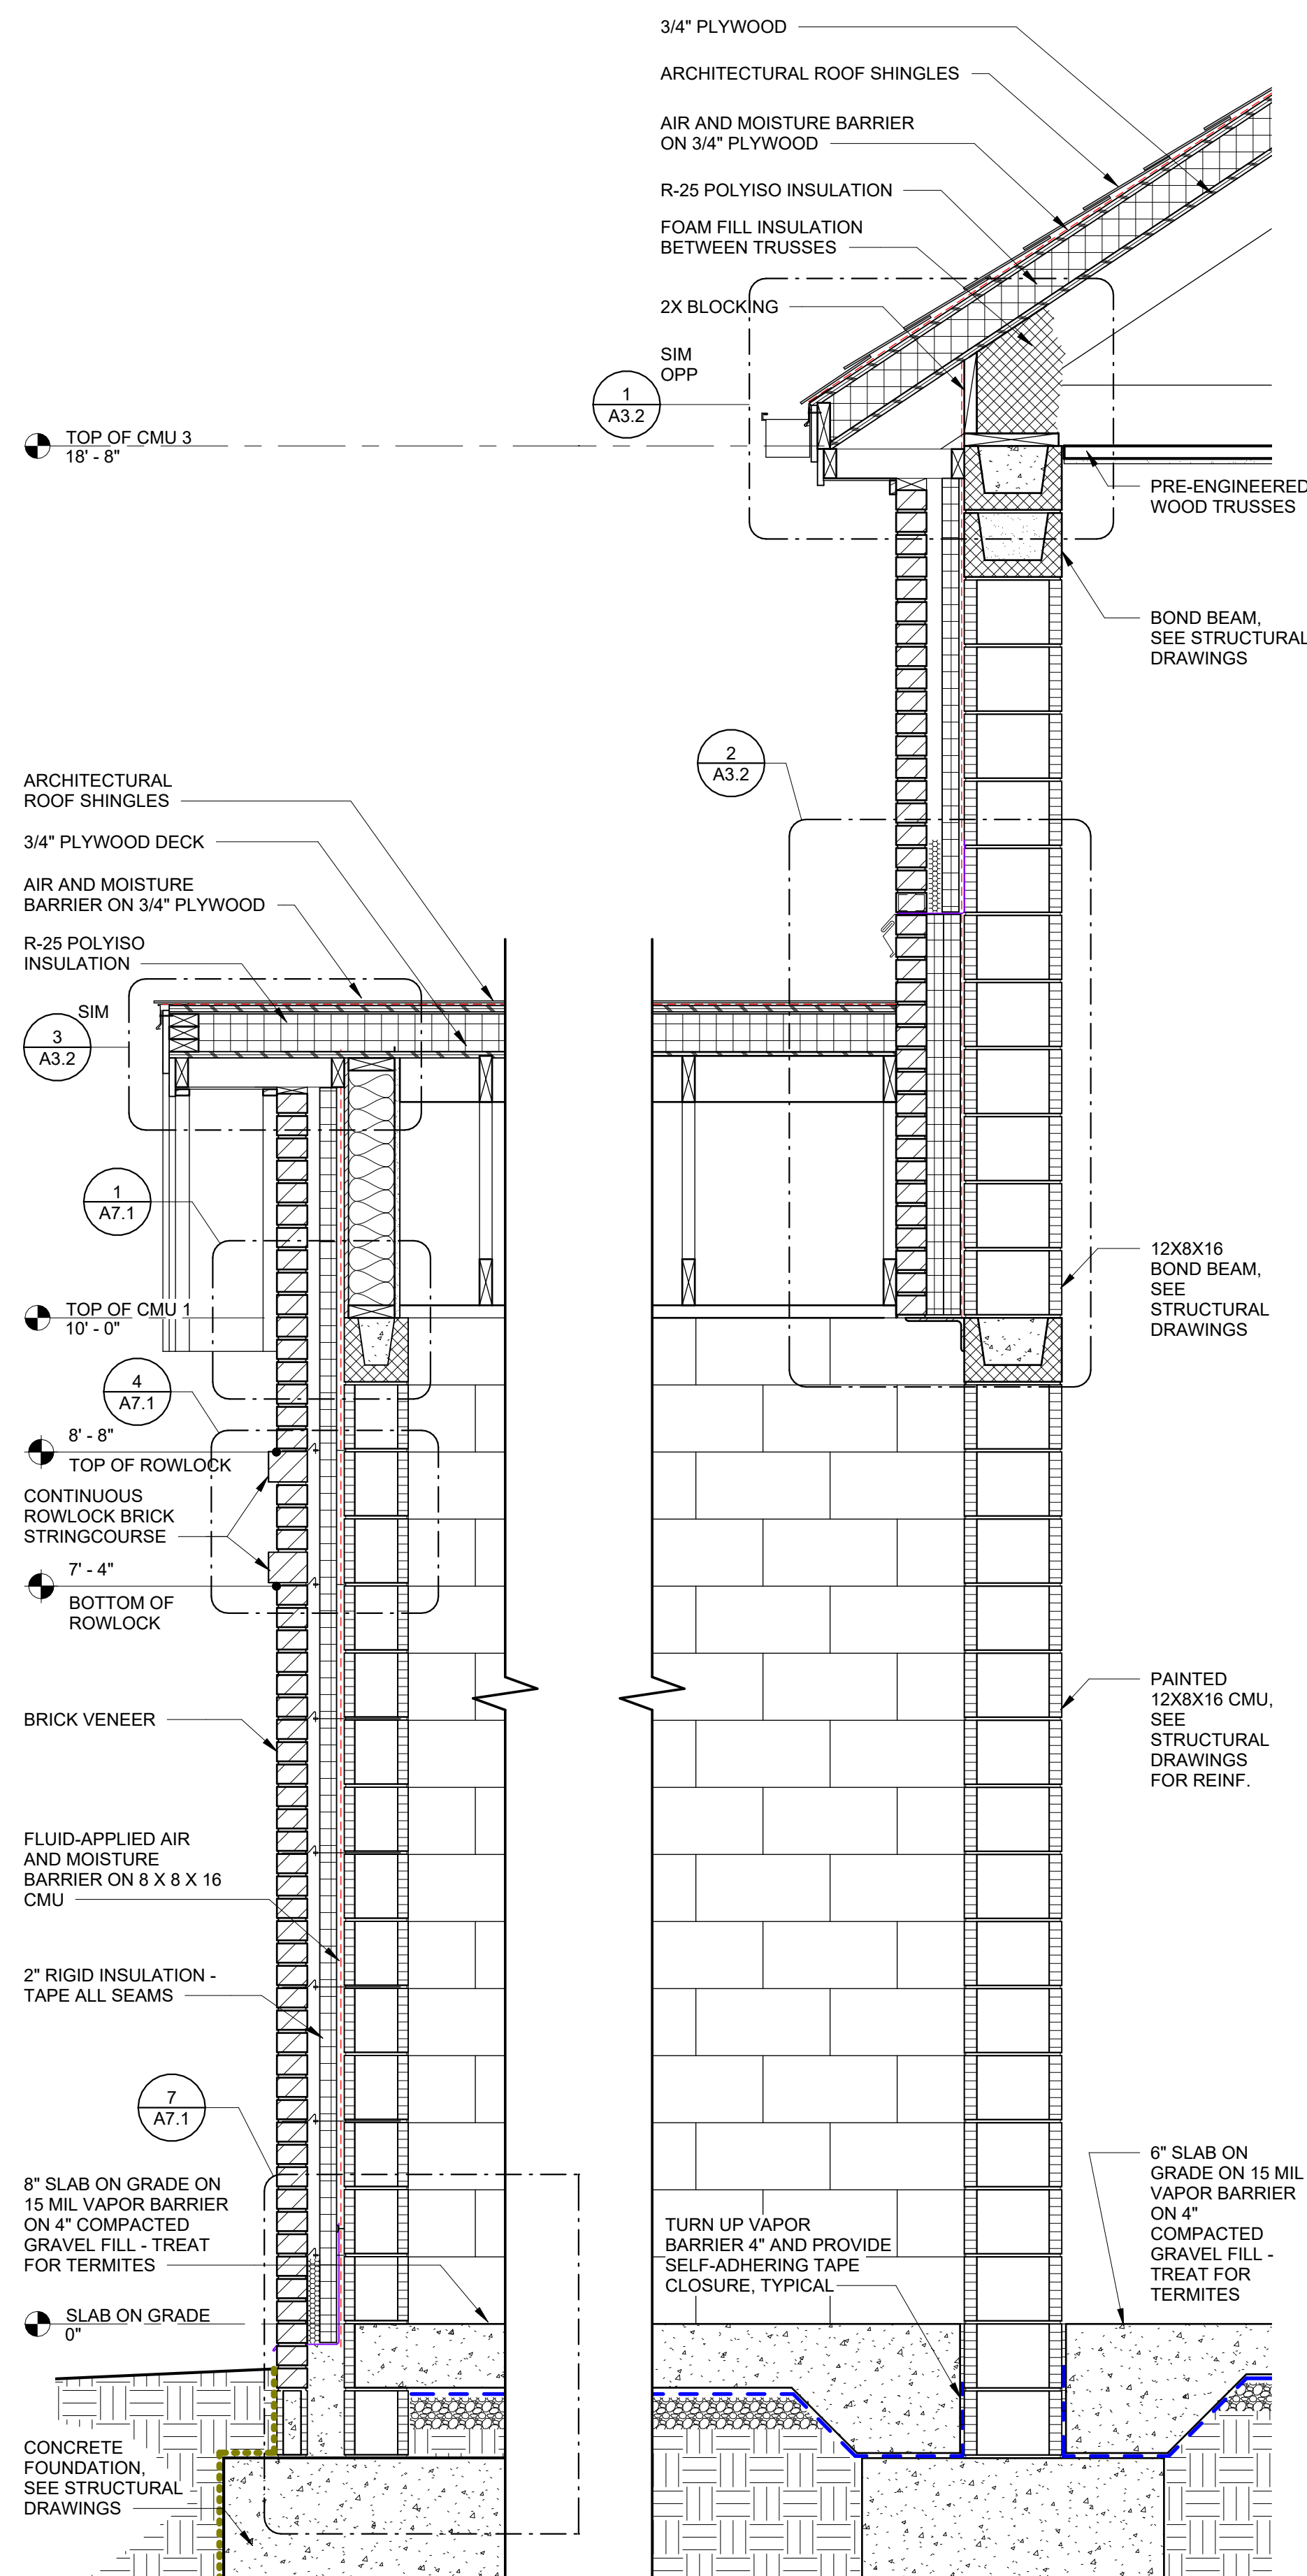 3/4" PLYWOOD
ARCHITECTURAL ROOF SHINGLES
AIR AND MOISTURE BARRIER
ON 3/4" PLYWOOD
R-25 POLYISO INSULATION
FOAM FILL INSULATION
BETWEEN TRUSSES
2X BLOCKING
SIM
OPP
1
A3.2
TOP OF CMU 3
18' - 8"
PRE-ENGINEERED
WOOD TRUSSES
BOND BEAM,
SEE STRUCTURAL
DRAWINGS
2
A3.2
ARCHITECTURAL
ROOF SHINGLES
3/4" PLYWOOD DECK
AIR AND MOISTURE
BARRIER ON 3/4" PLYWOOD
R-25 POLYISO
INSULATION
SIM
3
A3.2
1
A7.1
12X8X16
BOND BEAM,
SEE
STRUCTURAL
DRAWINGS
TOP OF CMU 1
10' - 0"
4
A7.1
8' - 8"
TOP OF ROWLOCK
CONTINUOUS
ROWLOCK BRICK
STRINGCOURSE
7' - 4"
BOTTOM OF
ROWLOCK
BRICK VENEER
PAINTED
12X8X16 CMU,
SEE
STRUCTURAL
DRAWINGS
FOR REINF.
FLUID-APPLIED AIR
AND MOISTURE
BARRIER ON 8 X 8 X 16
CMU
2" RIGID INSULATION -
TAPE ALL SEAMS
7
A7.1
8" SLAB ON GRADE ON
15 MIL VAPOR BARRIER
ON 4" COMPACTED
GRAVEL FILL - TREAT
FOR TERMITES
TURN UP VAPOR
BARRIER 4" AND PROVIDE
SELF-ADHERING TAPE
CLOSURE, TYPICAL
6" SLAB ON
GRADE ON 15 MIL
VAPOR BARRIER
ON 4"
COMPACTED
GRAVEL FILL -
TREAT FOR
TERMITES
SLAB ON GRADE
0"
CONCRETE
FOUNDATION,
SEE STRUCTURAL
DRAWINGS